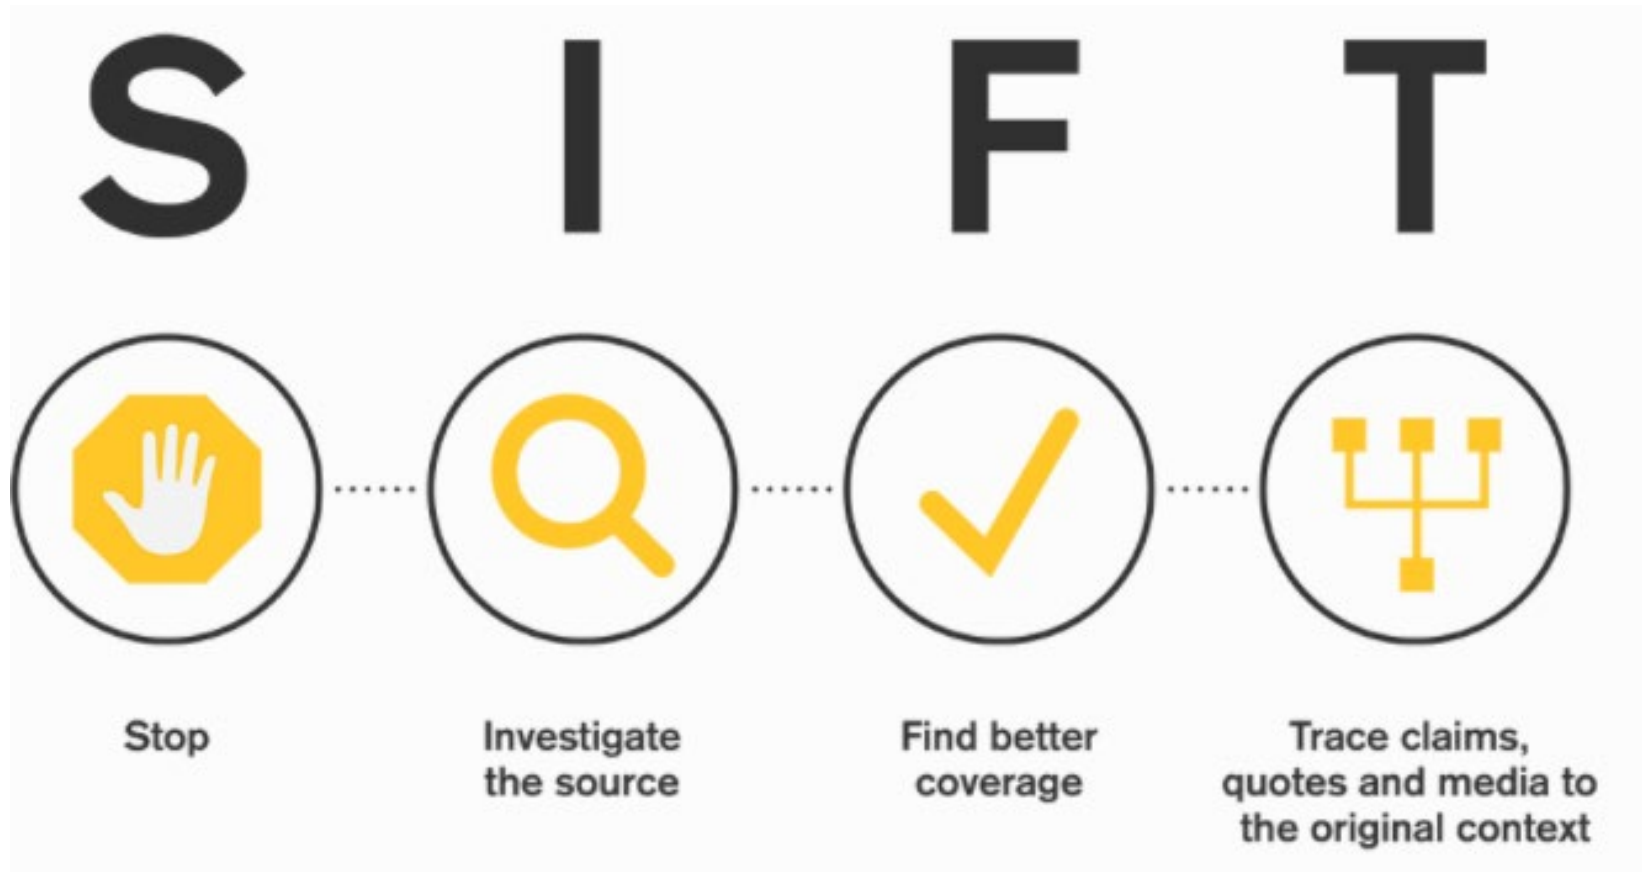 S I F T
Stop
Investigate
the source
Find better
coverage
Trace claims,
quotes and media to
the original context